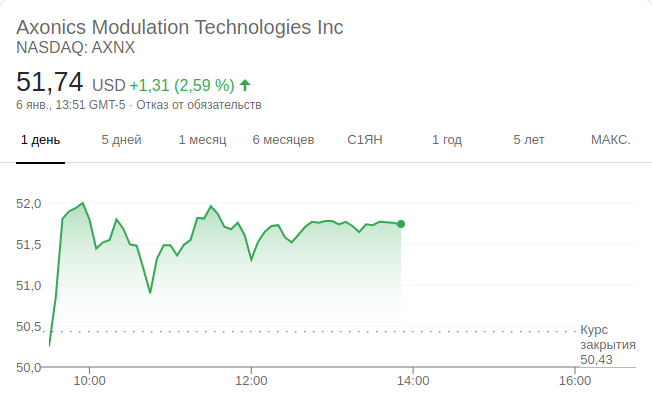 Axonics Modulation Technologies Inc
NASDAQ: AXNX
51,74 USD +1,31 (2,59 %)
6 янв., 13:51 GMT-5 · Отказ от обязательств
1 день 5 дней 1 месяц 6 месяцев С1ЯН 1 год 5 лет МАКС.
52,0
51,5
51,0
50,5
Курс
закрытия
50,43
50,0
10:00 12:00 14:00 16:00